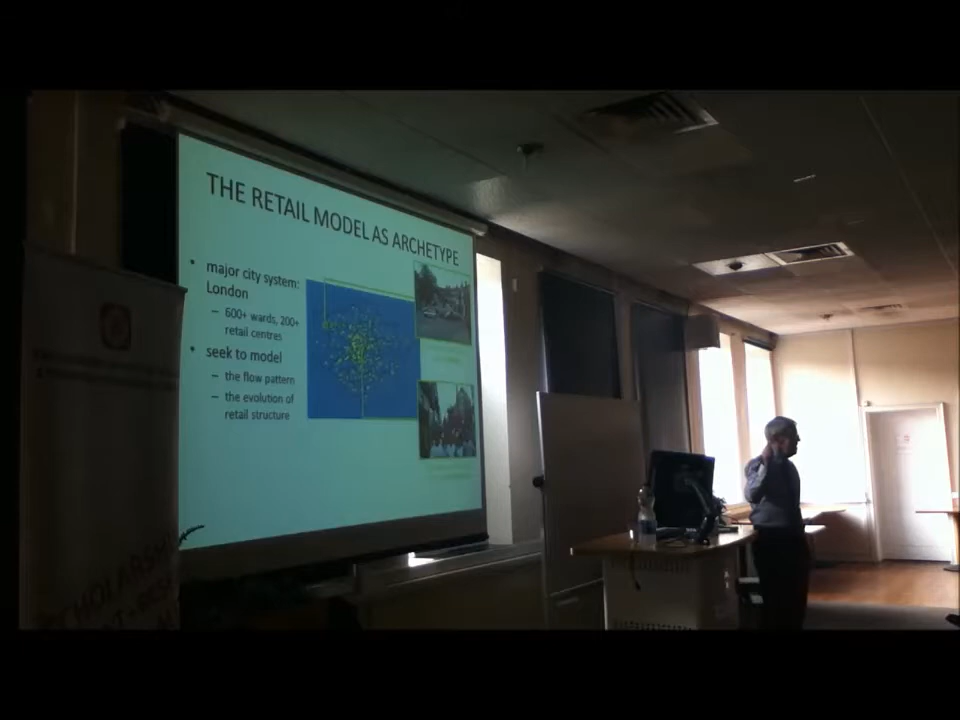 THE RETAIL MODEL AS ARCHETYPE
• major city system:
London
– 600+ wards, 200+
retail centres
• seek to model
– the flow pattern
– the evolution of
retail structure